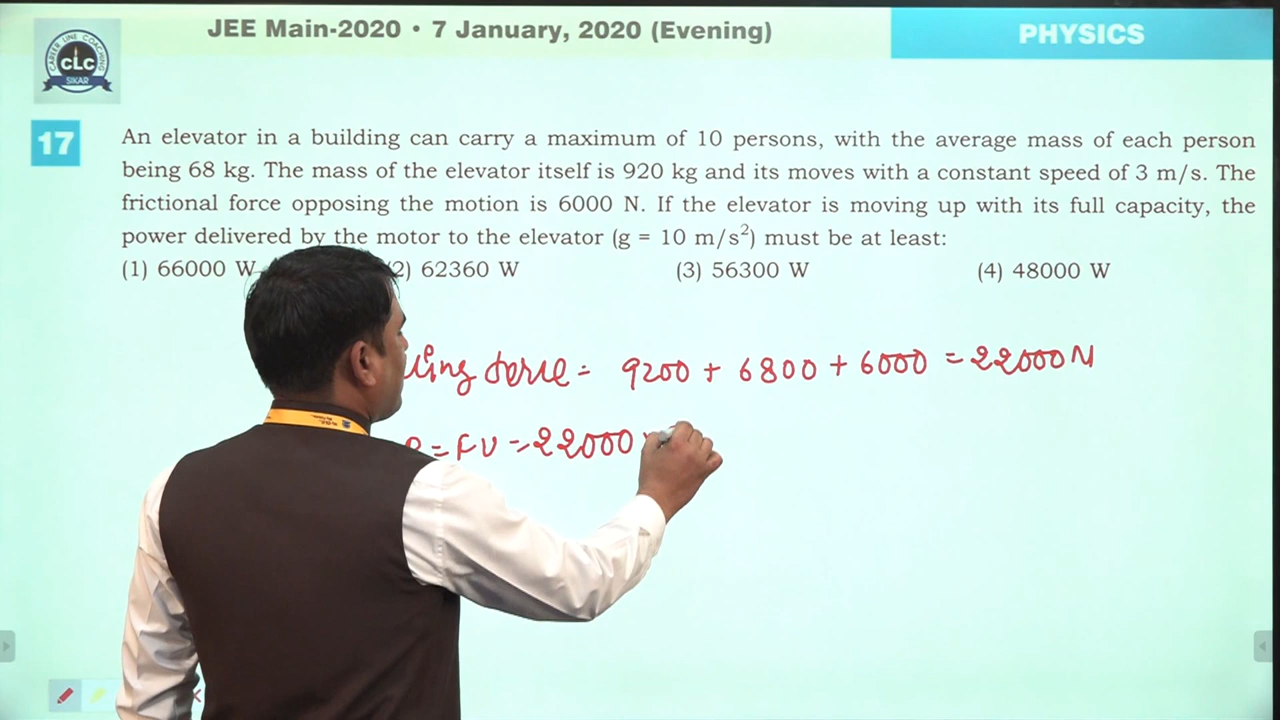 JEE Main-2020 • 7 January, 2020 (Evening)
PHYSICS
CAREER LINE COACHING
CLC
SIKAR
17
An elevator in a building can carry a maximum of 10 persons, with the average mass of each person
being 68 kg. The mass of the elevator itself is 920 kg and its moves with a constant speed of 3 m/s. The
frictional force opposing the motion is 6000 N. If the elevator is moving up with its full capacity, the
power delivered by the motor to the elevator (g = 10 m/s²) must be at least:
(1) 66000 W (2) 62360 W (3) 56300 W (4) 48000 W
= 9200 + 6800 + 6000 = 22000 N
P = FV = 22000